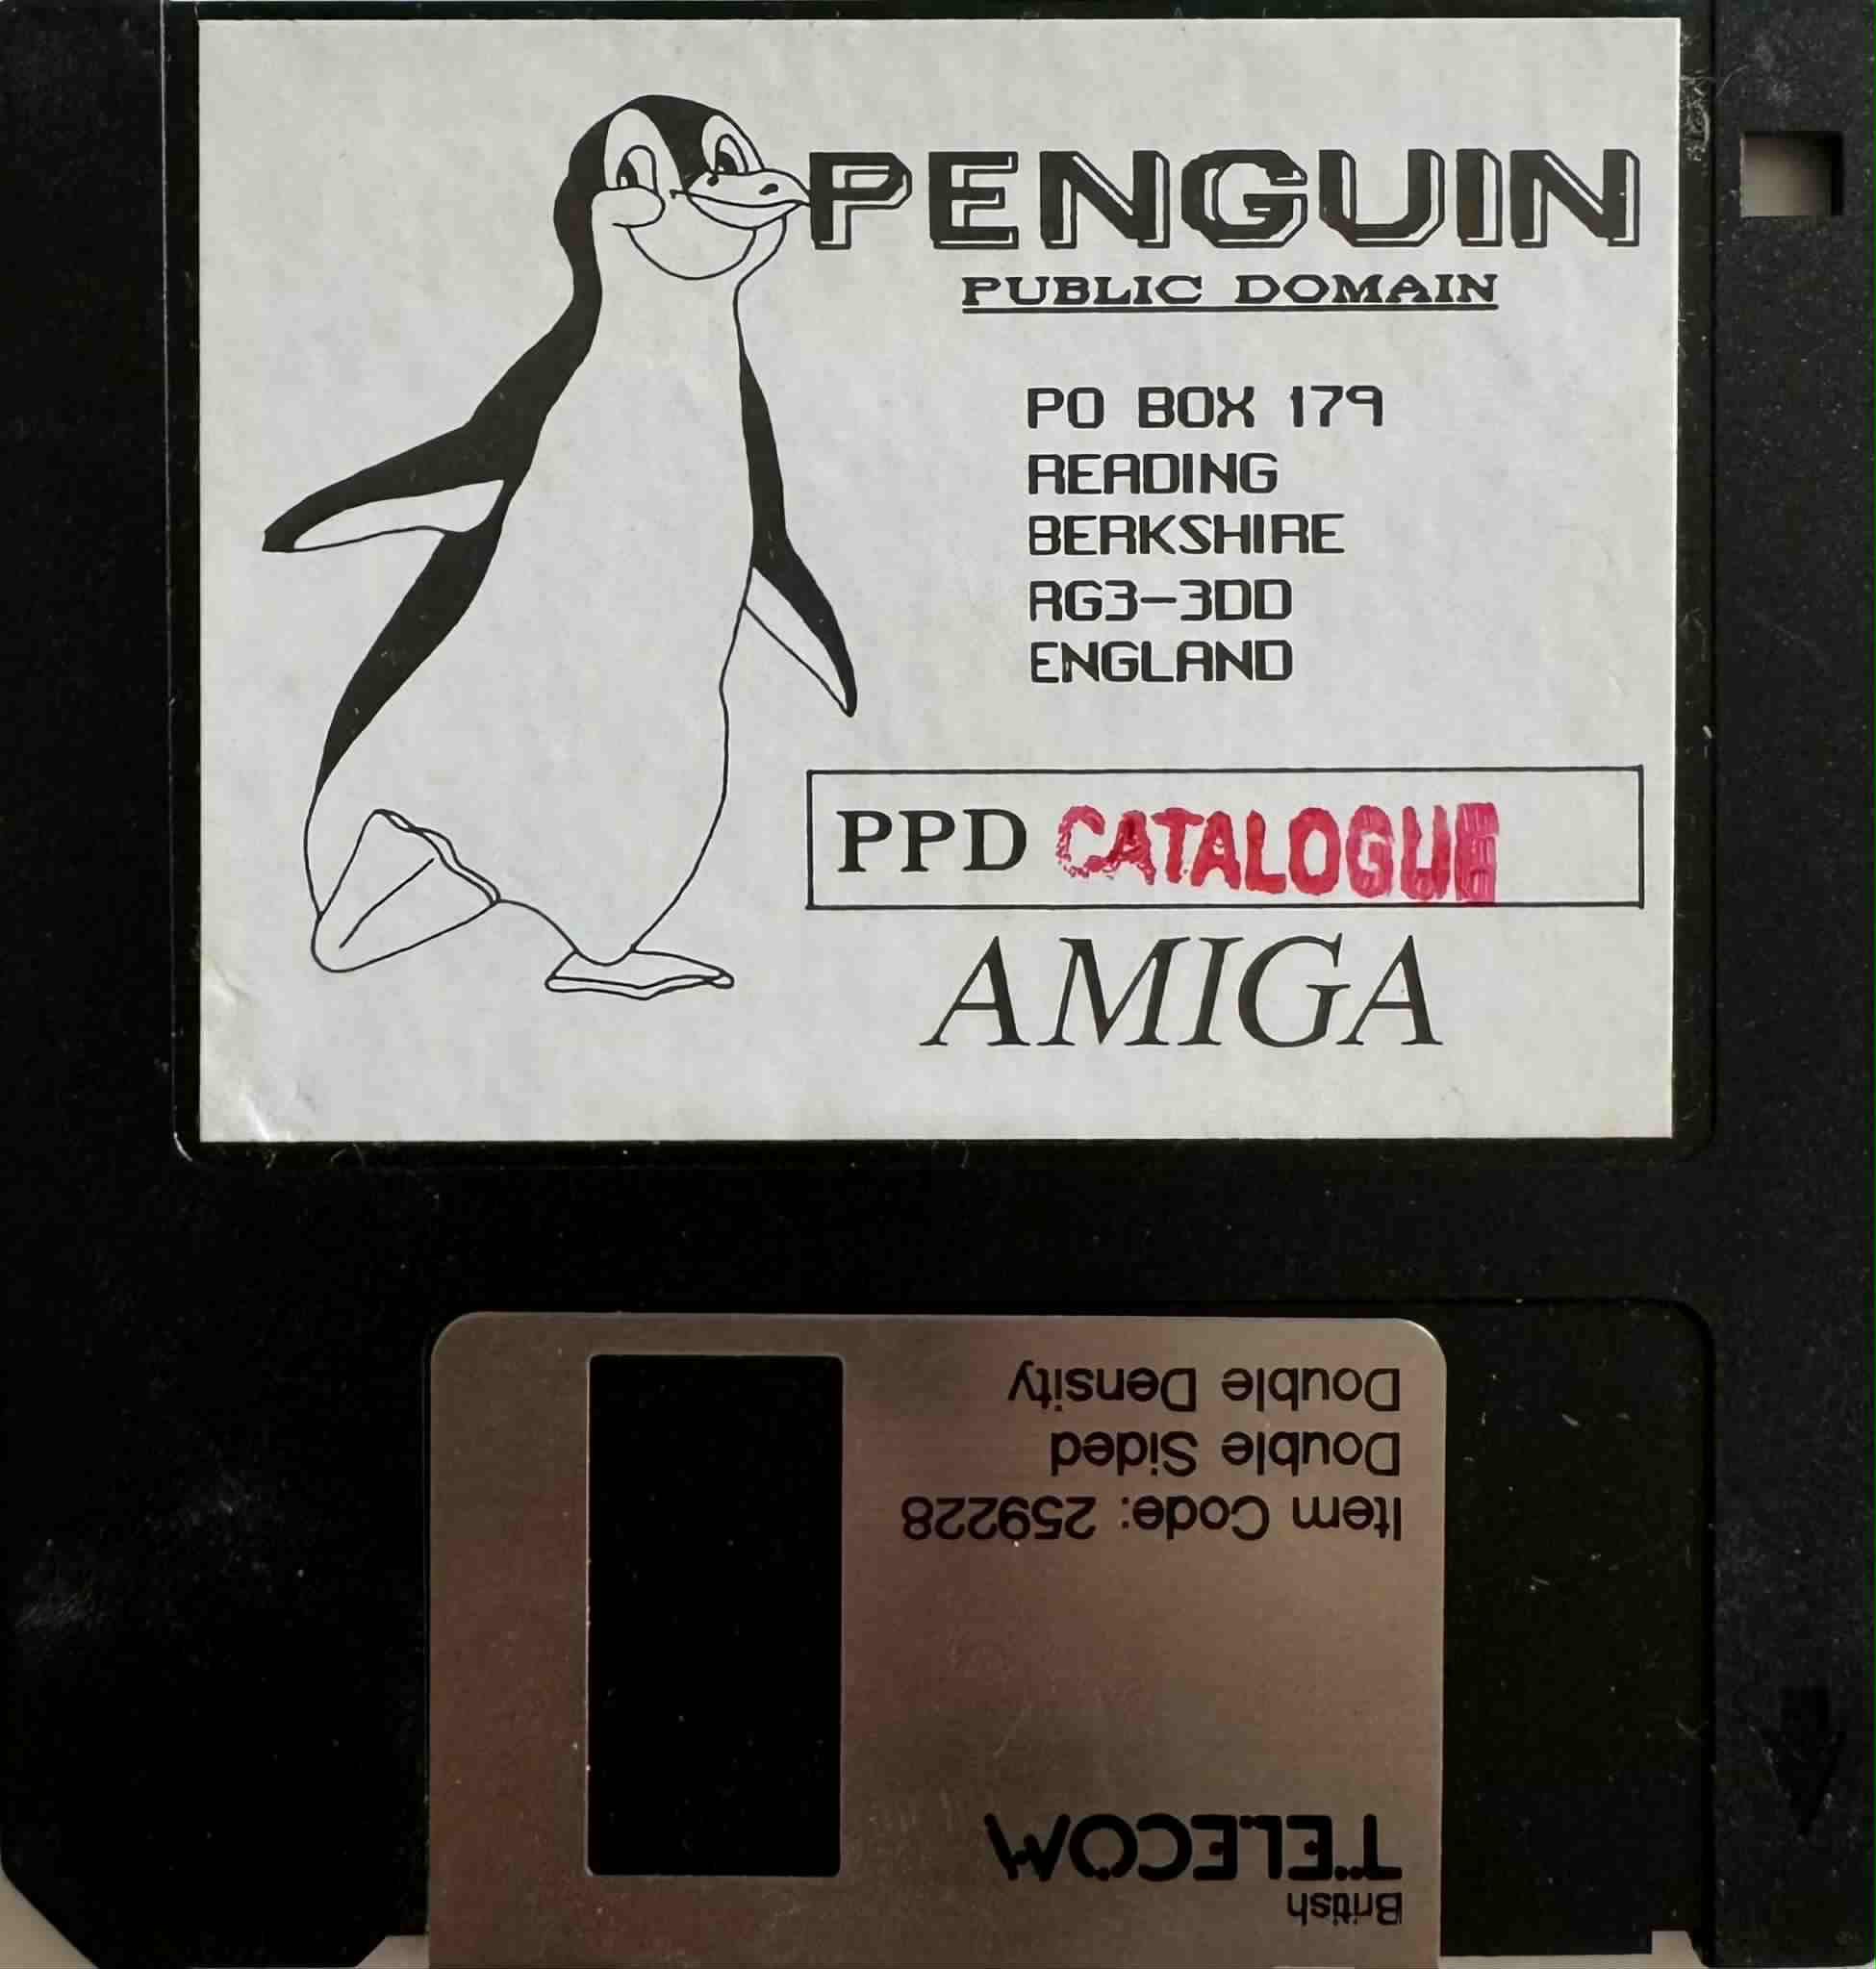 PENGUIN
PUBLIC DOMAIN
PO BOX 179
READING
BERKSHIRE
RG3-3DD
ENGLAND
PPD CATALOGUE
AMIGA
British
TELECOM
Item Code: 259228
Double Sided
Double Density